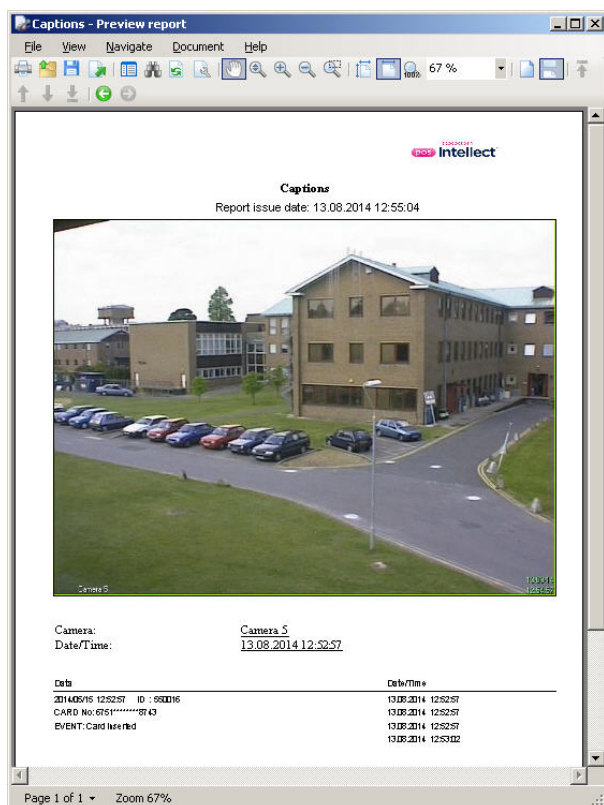 Captions - Preview report
File View Navigate Document Help
100% 67 %
axxon
pos Intellect
Captions
Report issue date: 13.08.2014 12:55:04
Camera 5
Camera: Camera 5
Date/Time: 13.08.2014 12:52:57
Data Date/Time
2014/05/15 12:52:57 ID : 550016 13.08.2014 12:52:57
CARD No:6751********8743 13.08.2014 12:52:57
EVENT: Card Inserted 13.08.2014 12:52:57
13.08.2014 12:53:02
Page 1 of 1 Zoom 67%